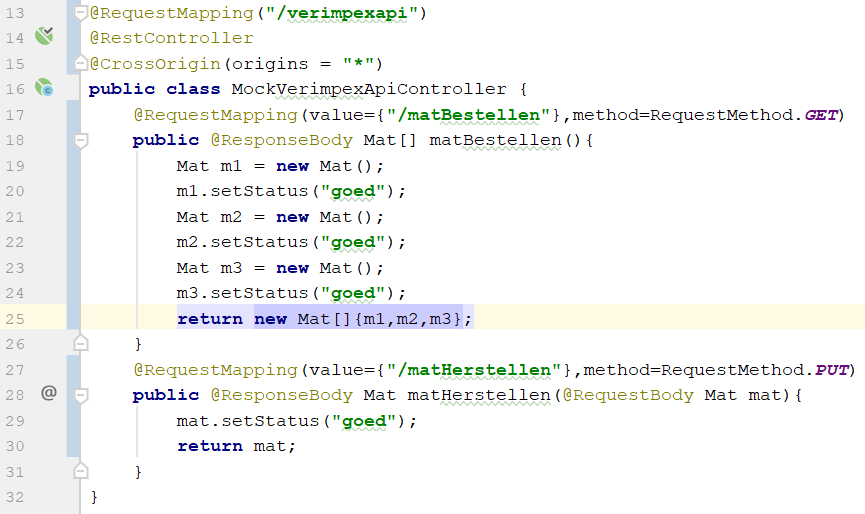 13 @RequestMapping("/verimpexapi")
14 @RestController
15 @CrossOrigin(origins = "*")
16 public class MockVerimpexApiController {
17     @RequestMapping(value={"/matBestellen"},method=RequestMethod.GET)
18     public @ResponseBody Mat[] matBestellen(){
19         Mat m1 = new Mat();
20         m1.setStatus("goed");
21         Mat m2 = new Mat();
22         m2.setStatus("goed");
23         Mat m3 = new Mat();
24         m3.setStatus("goed");
25         return new Mat[]{m1,m2,m3};
26     }
27     @RequestMapping(value={"/matHerstellen"},method=RequestMethod.PUT)
28 @     public @ResponseBody Mat matHerstellen(@RequestBody Mat mat){
29         mat.setStatus("goed");
30         return mat;
31     }
32 }